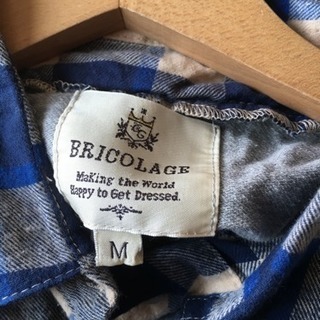 BRICOLAGE
Making the World
Happy to Get Dressed.
M